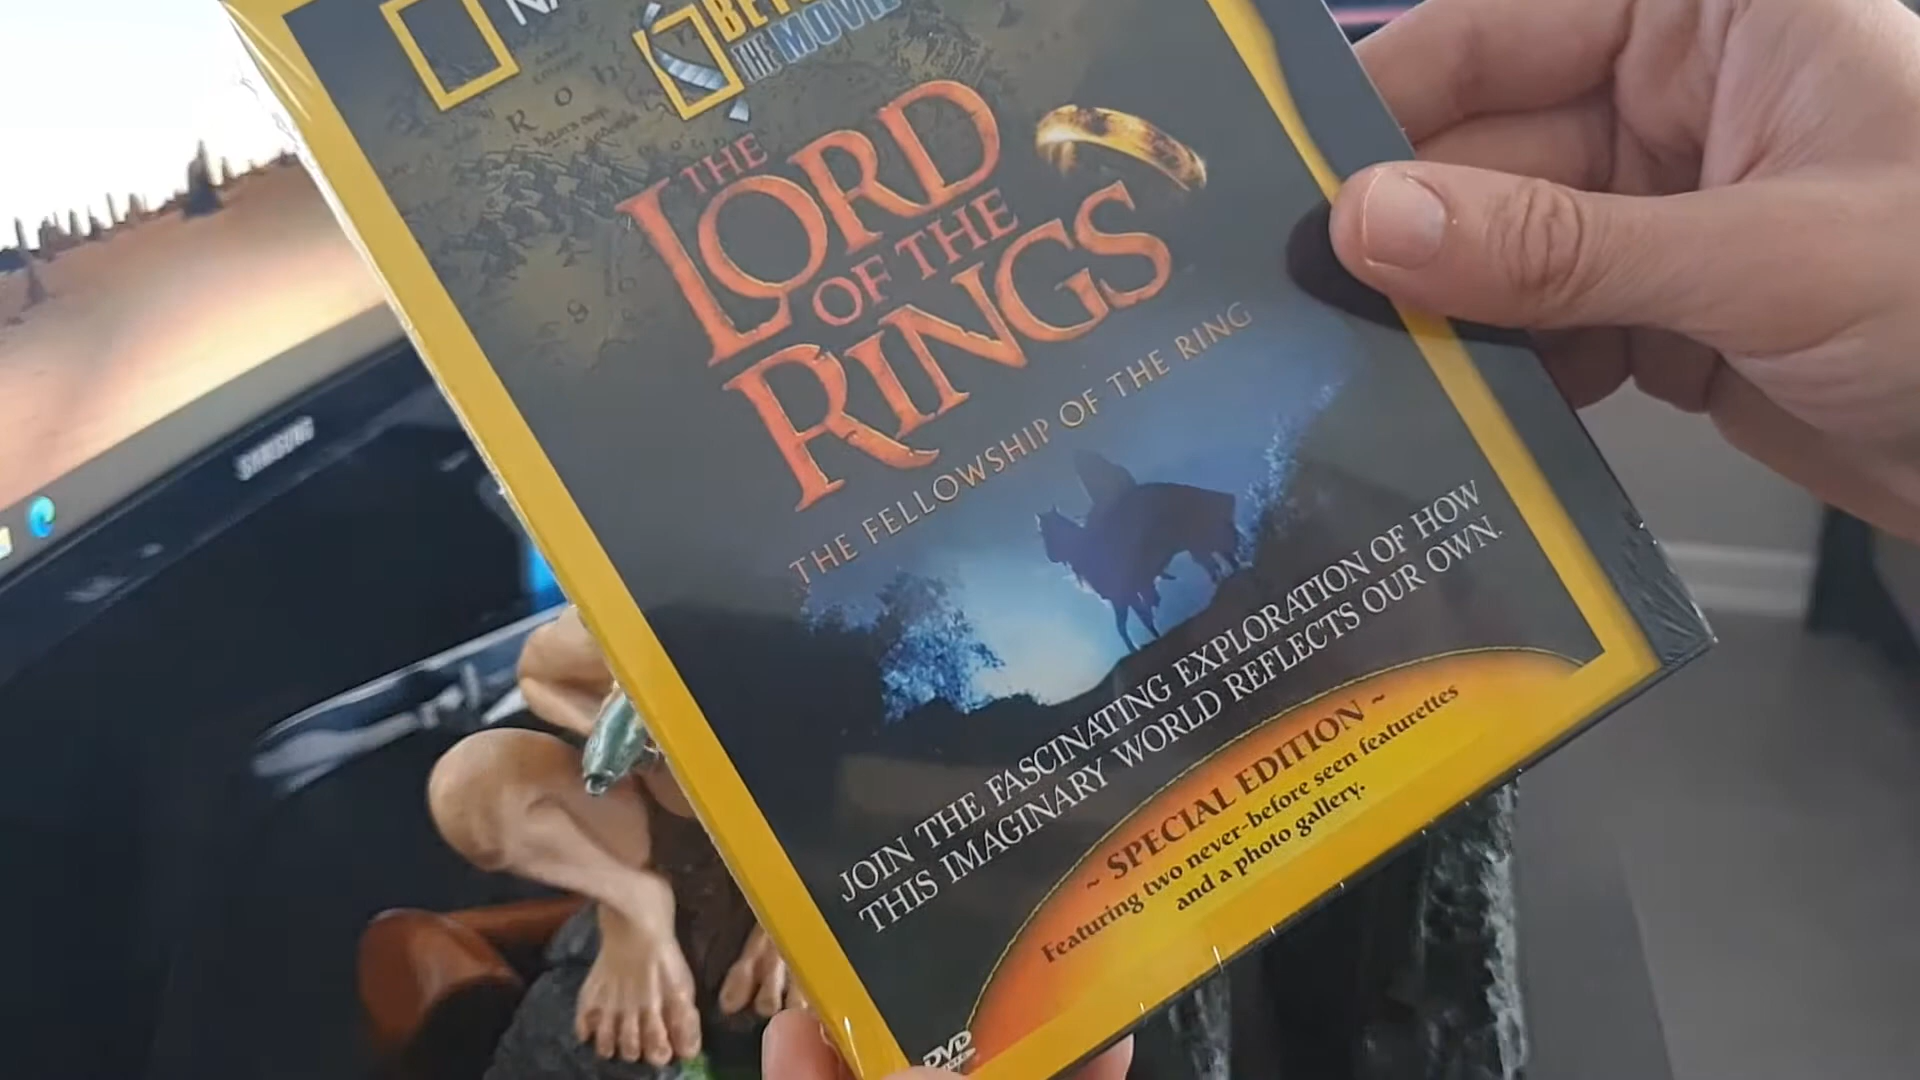 BEYOND
THE MOVIE
THE
LORD
OF THE
RINGS
THE FELLOWSHIP OF THE RING
JOIN THE FASCINATING EXPLORATION OF HOW
THIS IMAGINARY WORLD REFLECTS OUR OWN.
~ SPECIAL EDITION ~
Featuring two never-before seen featurettes
and a photo gallery.
DVD
SAMSUNG